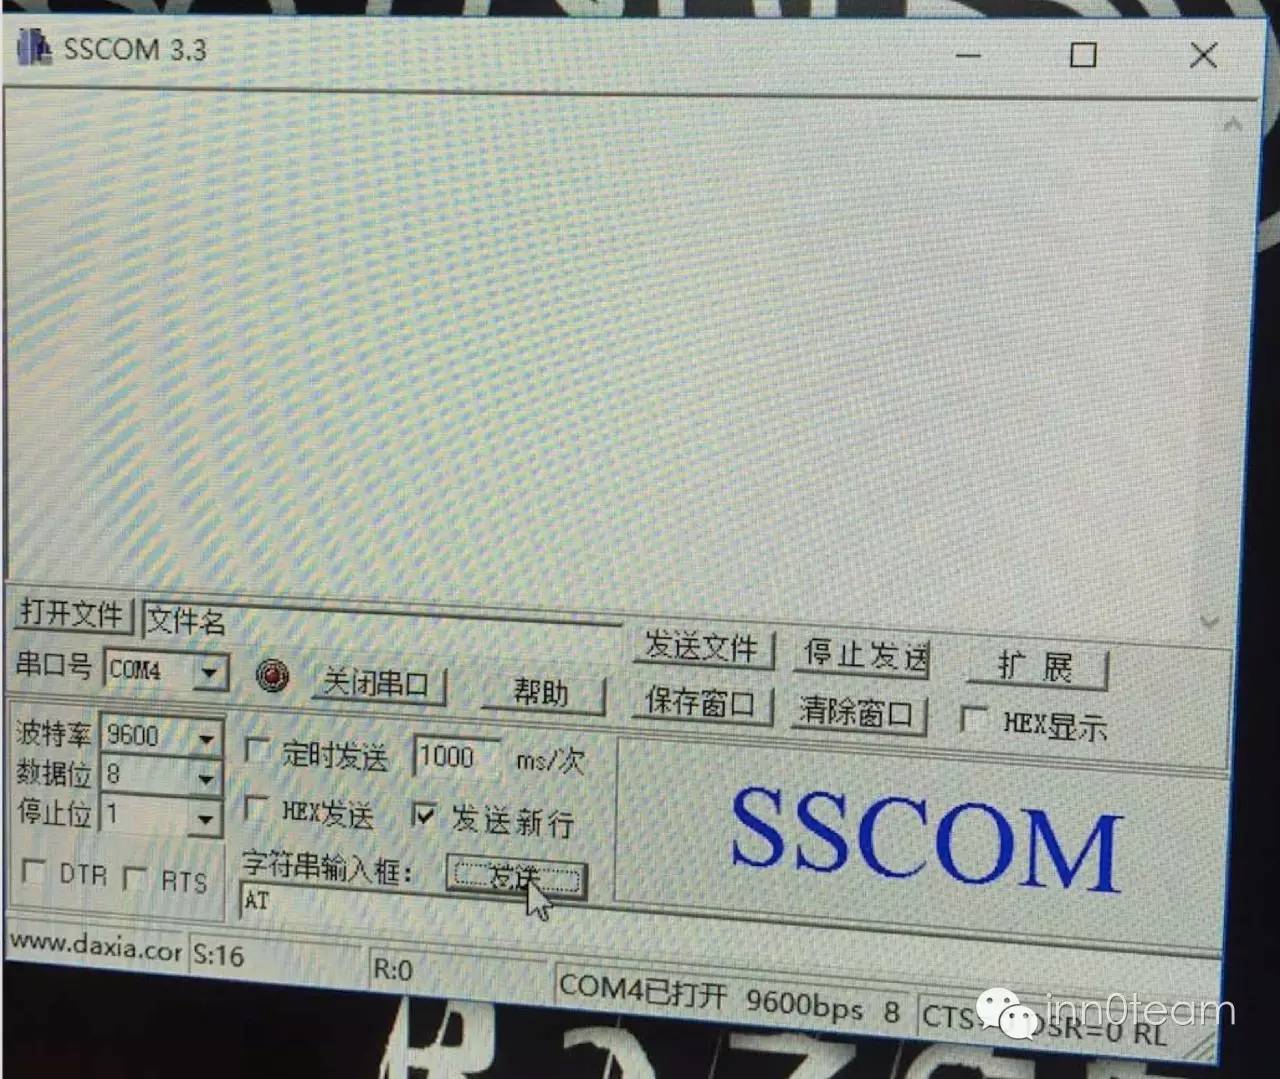 SSCOM 3.3
打开文件 文件名 发送文件 停止发送 扩 展
串口号 COM4 关闭串口 帮助 保存窗口 清除窗口 HEX显示
波特率 9600 定时发送 1000 ms/次
数据位 8
停止位 1 HEX发送 发送新行
SSCOM
DTR RTS 字符串输入框: 发送
AT
www.daxia.cor S:16 R:0 COM4已打开 9600bps 8 CTS DSR=0 RL
inn0team